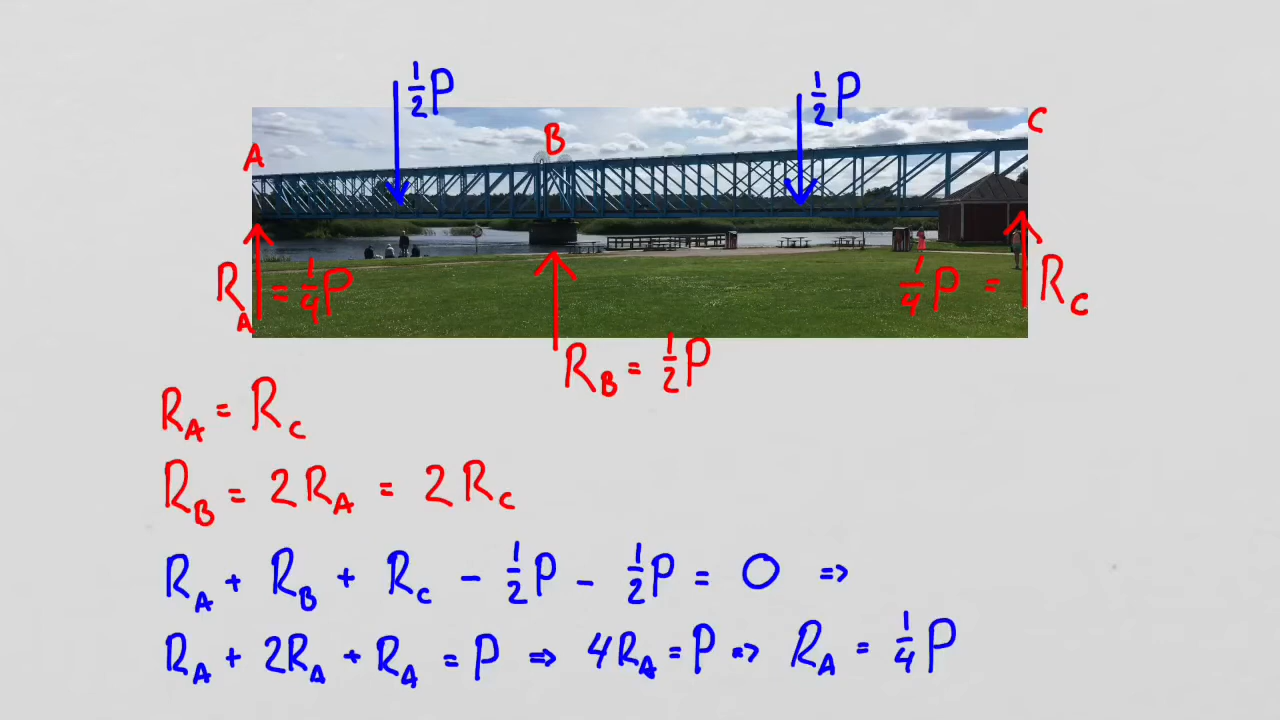 ½P
½P
A
B
C
R_A = ¼P
¼P = R_C
R_B = ½P
R_A = R_C
R_B = 2R_A = 2R_C
R_A + R_B + R_C - ½P - ½P = 0 =>
R_A + 2R_A + R_A = P => 4R_A = P => R_A = ¼P